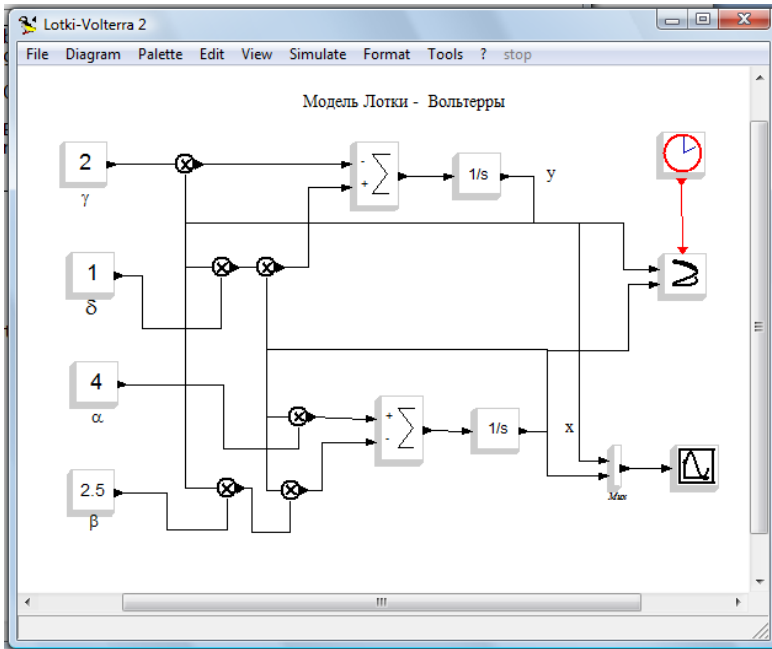 Lotki-Volterra 2
File Diagram Palette Edit View Simulate Format Tools ? stop
Модель Лотки - Вольтерры
2
γ
- + Σ
1/s
y
1
δ
4
α
+ - Σ
1/s
x
2.5
β
Mux